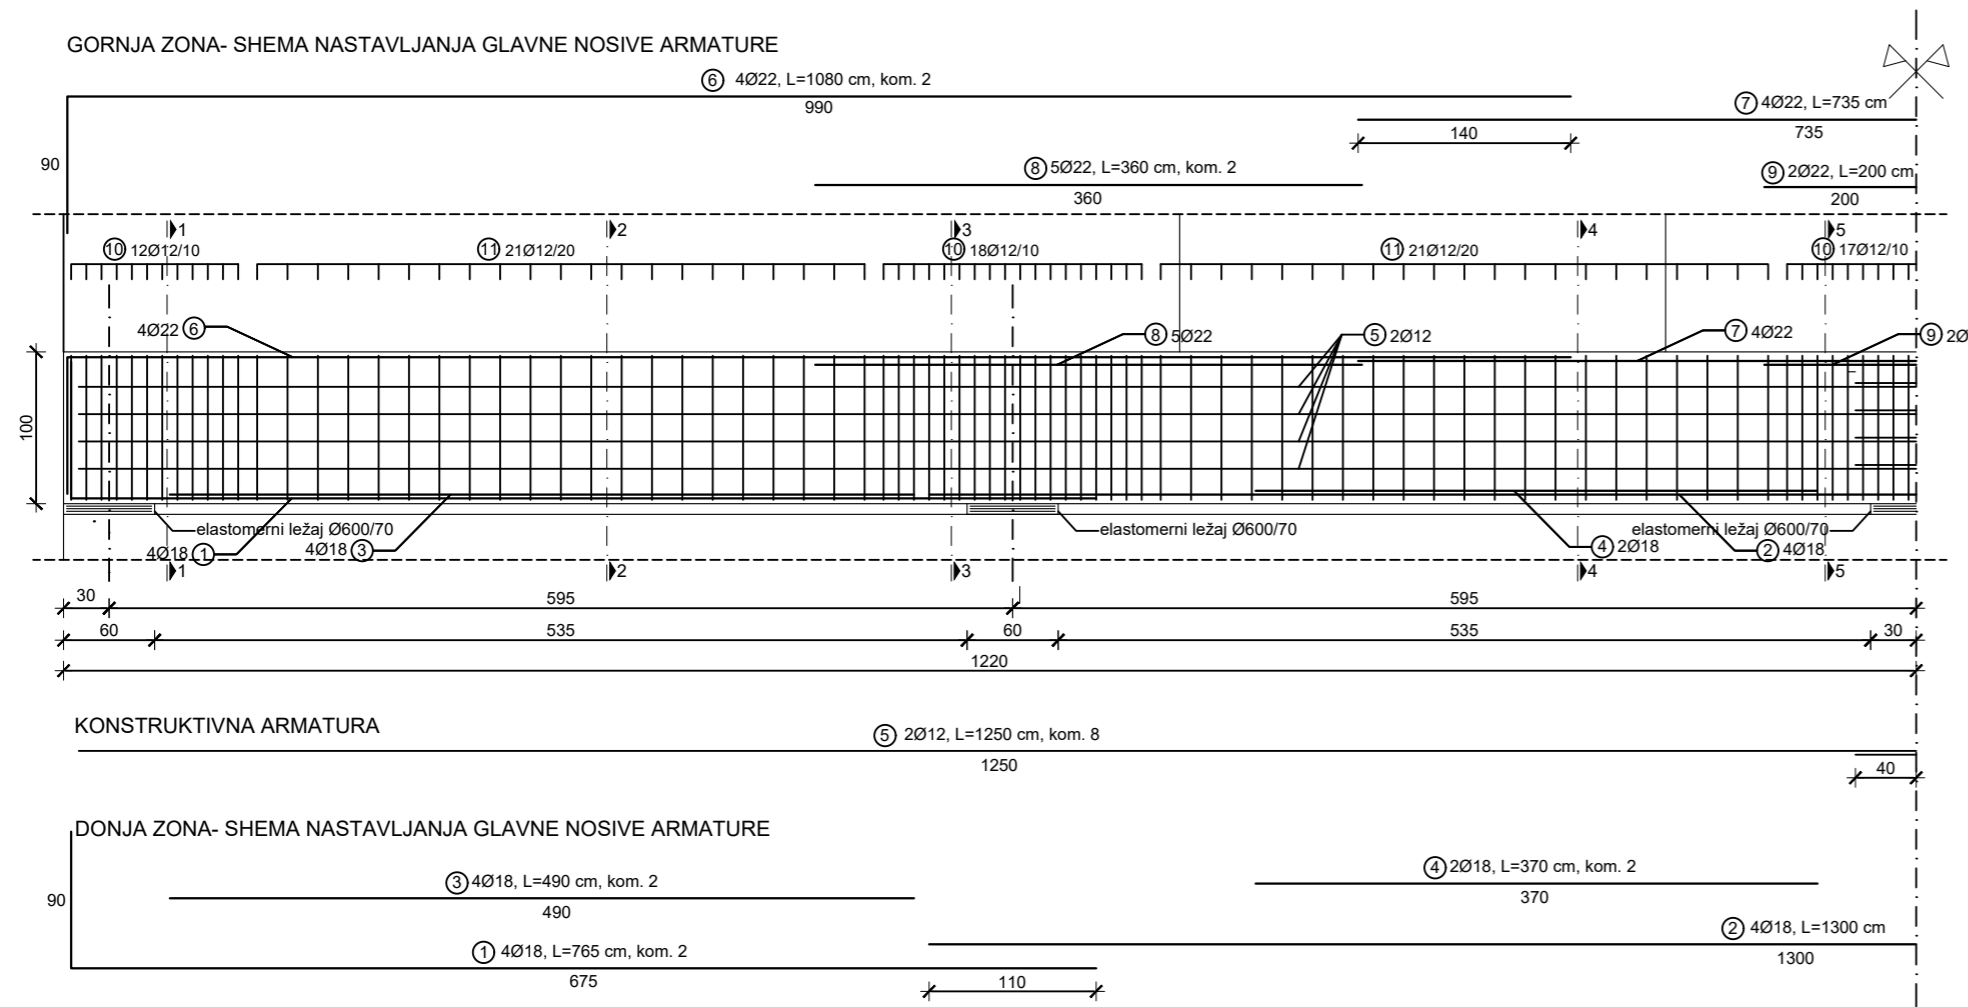 GORNJA ZONA- SHEMA NASTAVLJANJA GLAVNE NOSIVE ARMATURE
6 4Ø22, L=1080 cm, kom. 2
990
7 4Ø22, L=735 cm
140
735
90
8 5Ø22, L=360 cm, kom. 2
360
9 2Ø22, L=200 cm
200
1 2 3 4 5
10 12Ø12/10
11 21Ø12/20
10 18Ø12/10
11 21Ø12/20
10 17Ø12/10
4Ø22 6
8 5Ø22
5 2Ø12
7 4Ø22
9 2Ø
100
elastomerni ležaj Ø600/70
elastomerni ležaj Ø600/70
elastomerni ležaj Ø600/70
4Ø18 1
4Ø18 3
4 2Ø18
2 4Ø18
1 2 3 4 5
30 595 595
60 535 60 535 30
1220
KONSTRUKTIVNA ARMATURA
5 2Ø12, L=1250 cm, kom. 8
1250
40
DONJA ZONA- SHEMA NASTAVLJANJA GLAVNE NOSIVE ARMATURE
90
3 4Ø18, L=490 cm, kom. 2
490
4 2Ø18, L=370 cm, kom. 2
370
1 4Ø18, L=765 cm, kom. 2
675
2 4Ø18, L=1300 cm
1300
110